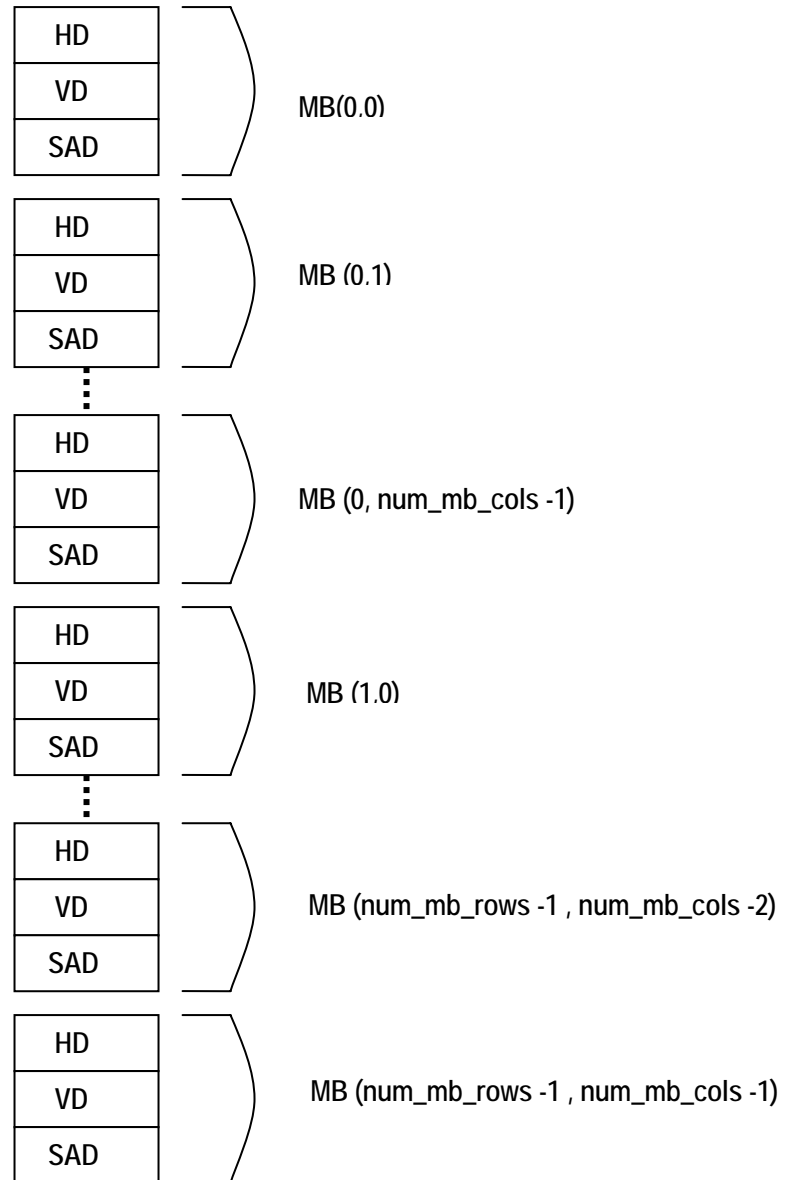 HD
VD
SAD
MB(0,0)
HD
VD
SAD
MB (0,1)
HD
VD
SAD
MB (0, num_mb_cols -1)
HD
VD
SAD
MB (1,0)
HD
VD
SAD
MB (num_mb_rows -1 , num_mb_cols -2)
HD
VD
SAD
MB (num_mb_rows -1 , num_mb_cols -1)